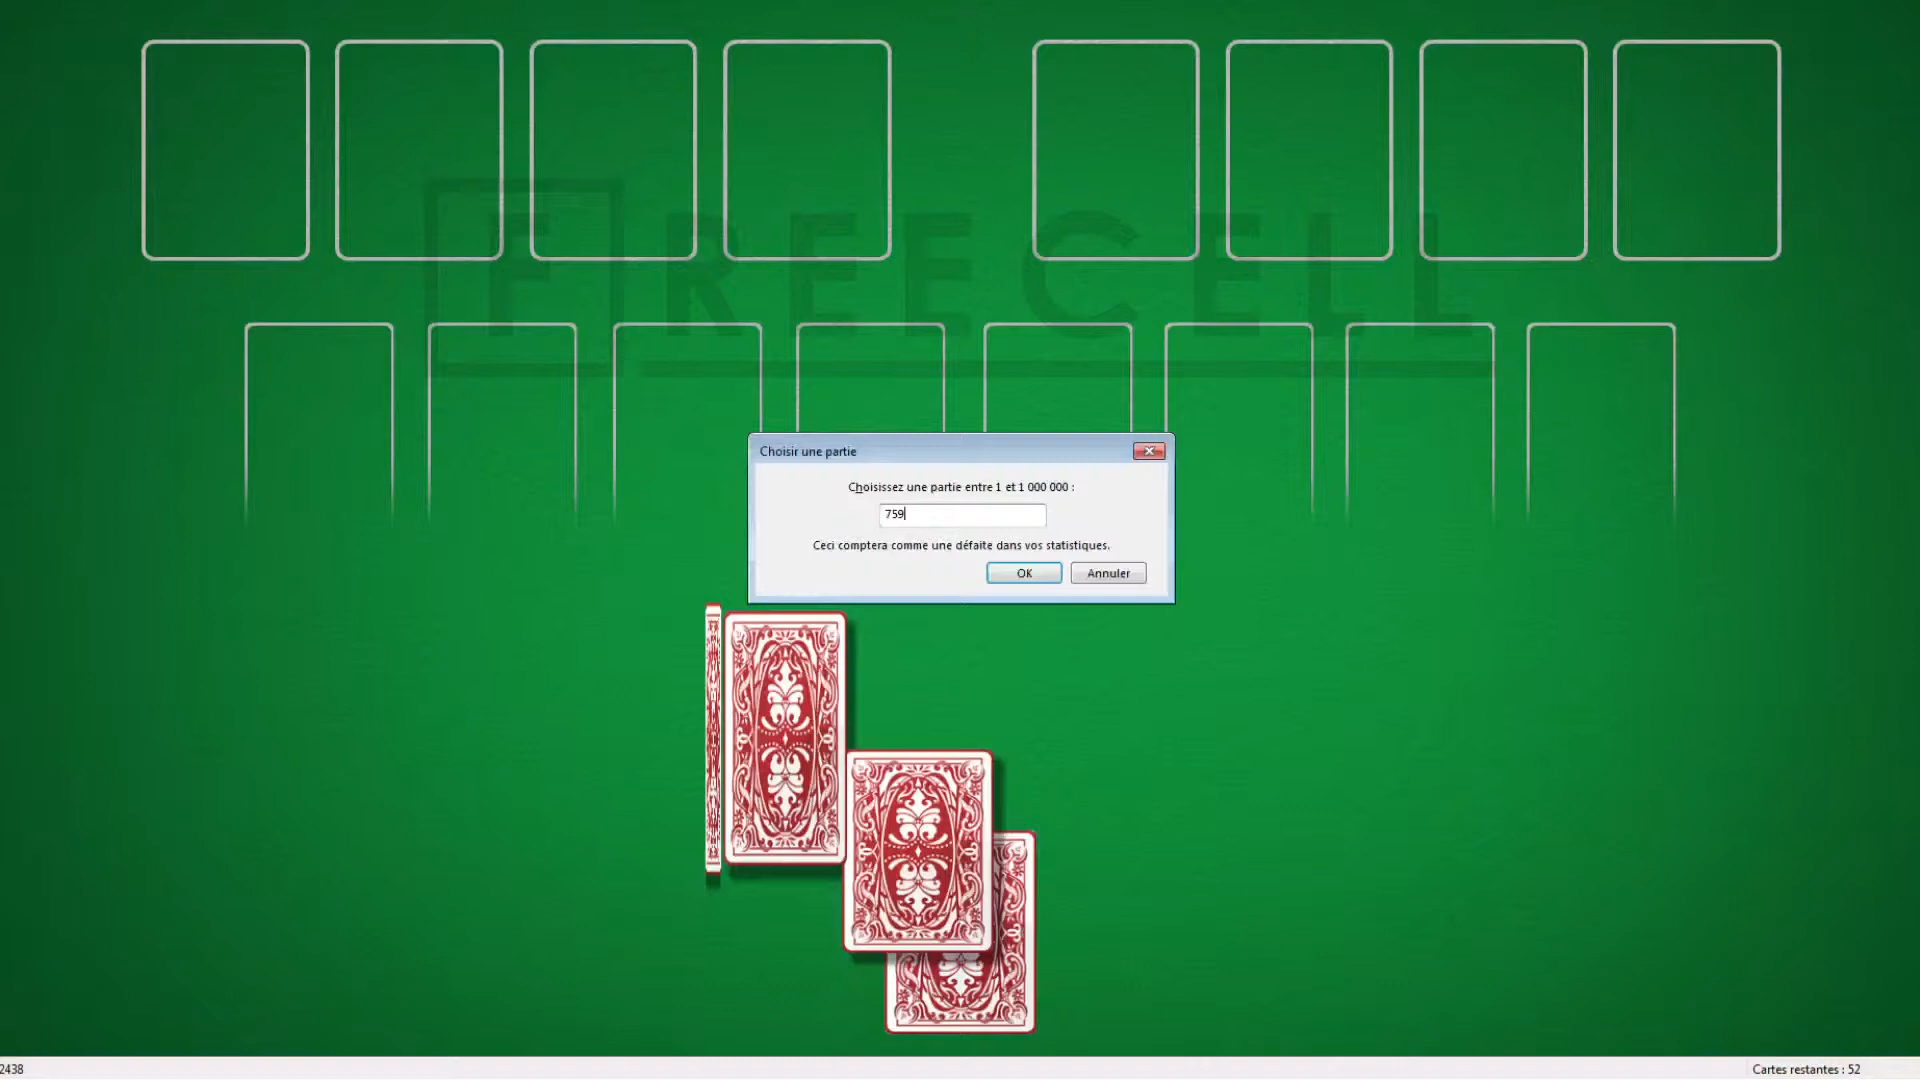 FREECELL
Choisir une partie
Choisissez une partie entre 1 et 1 000 000 :
759
Ceci comptera comme une défaite dans vos statistiques.
OK
Annuler
2438
Cartes restantes : 52